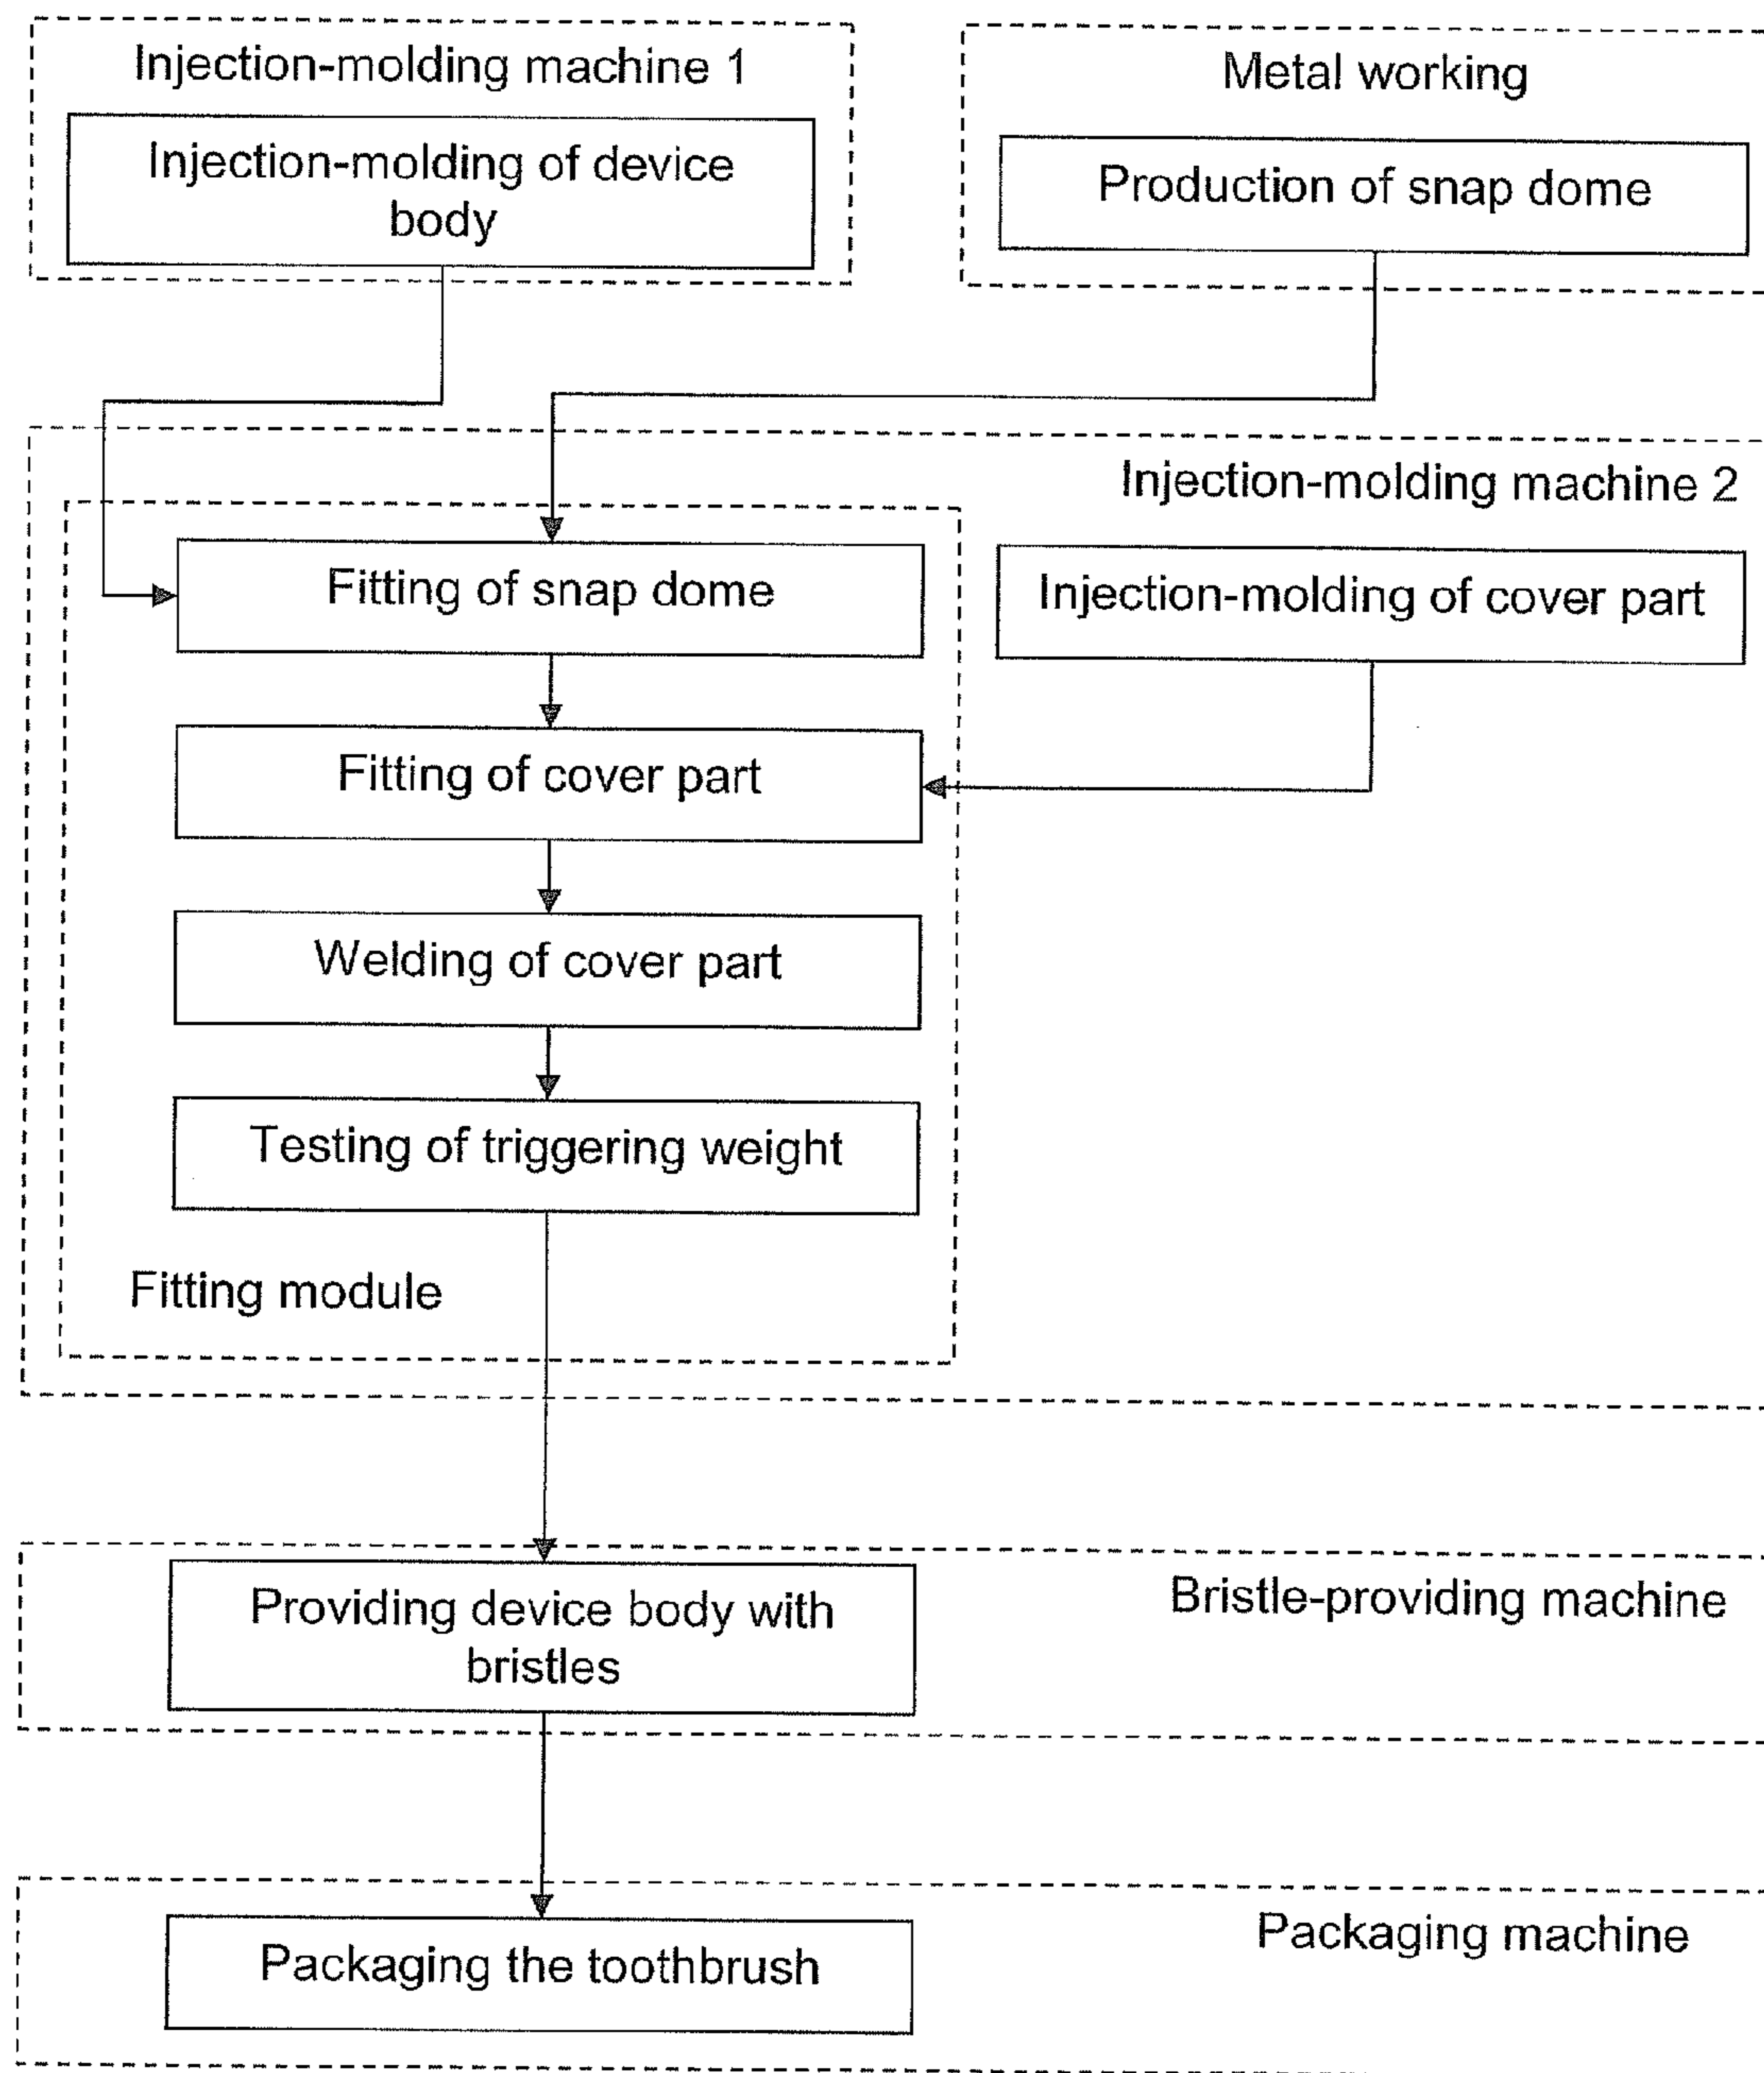 Injection-molding machine 1
Injection-molding of device
body
Metal working
Production of snap dome
Injection-molding machine 2
Fitting of snap dome
Injection-molding of cover part
Fitting of cover part
Welding of cover part
Testing of triggering weight
Fitting module
Providing device body with
bristles
Bristle-providing machine
Packaging machine
Packaging the toothbrush